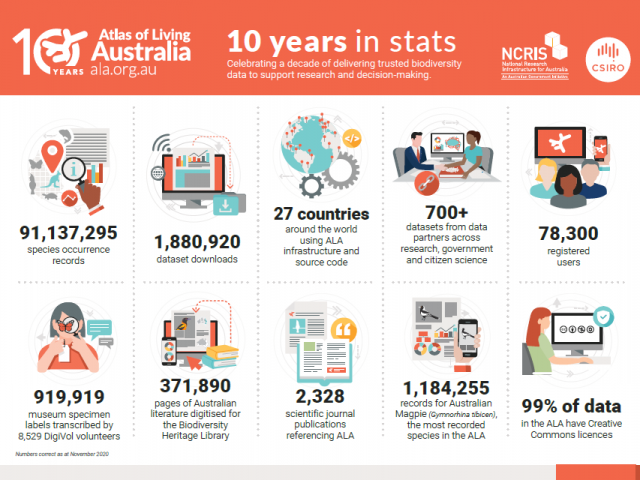 10 YEARS
Atlas of Living
Australia
ala.org.au
10 years in stats
Celebrating a decade of delivering trusted biodiversity
data to support research and decision-making.
NCRIS
National Research
Infrastructure for Australia
An Australian Government Initiative
CSIRO
91,137,295
species occurrence
records
1,880,920
dataset downloads
27 countries
around the world
using ALA
infrastructure and
source code
700+
datasets from data
partners across
research, government
and citizen science
78,300
registered
users
919,919
museum specimen
labels transcribed by
8,529 DigiVol volunteers
371,890
pages of Australian
literature digitised for
the Biodiversity
Heritage Library
2,328
scientific journal
publications
referencing ALA
1,184,255
records for Australian
Magpie (Gymnorhina tibicen),
the most recorded
species in the ALA
99% of data
in the ALA have Creative
Commons licences
Numbers correct as at November 2020